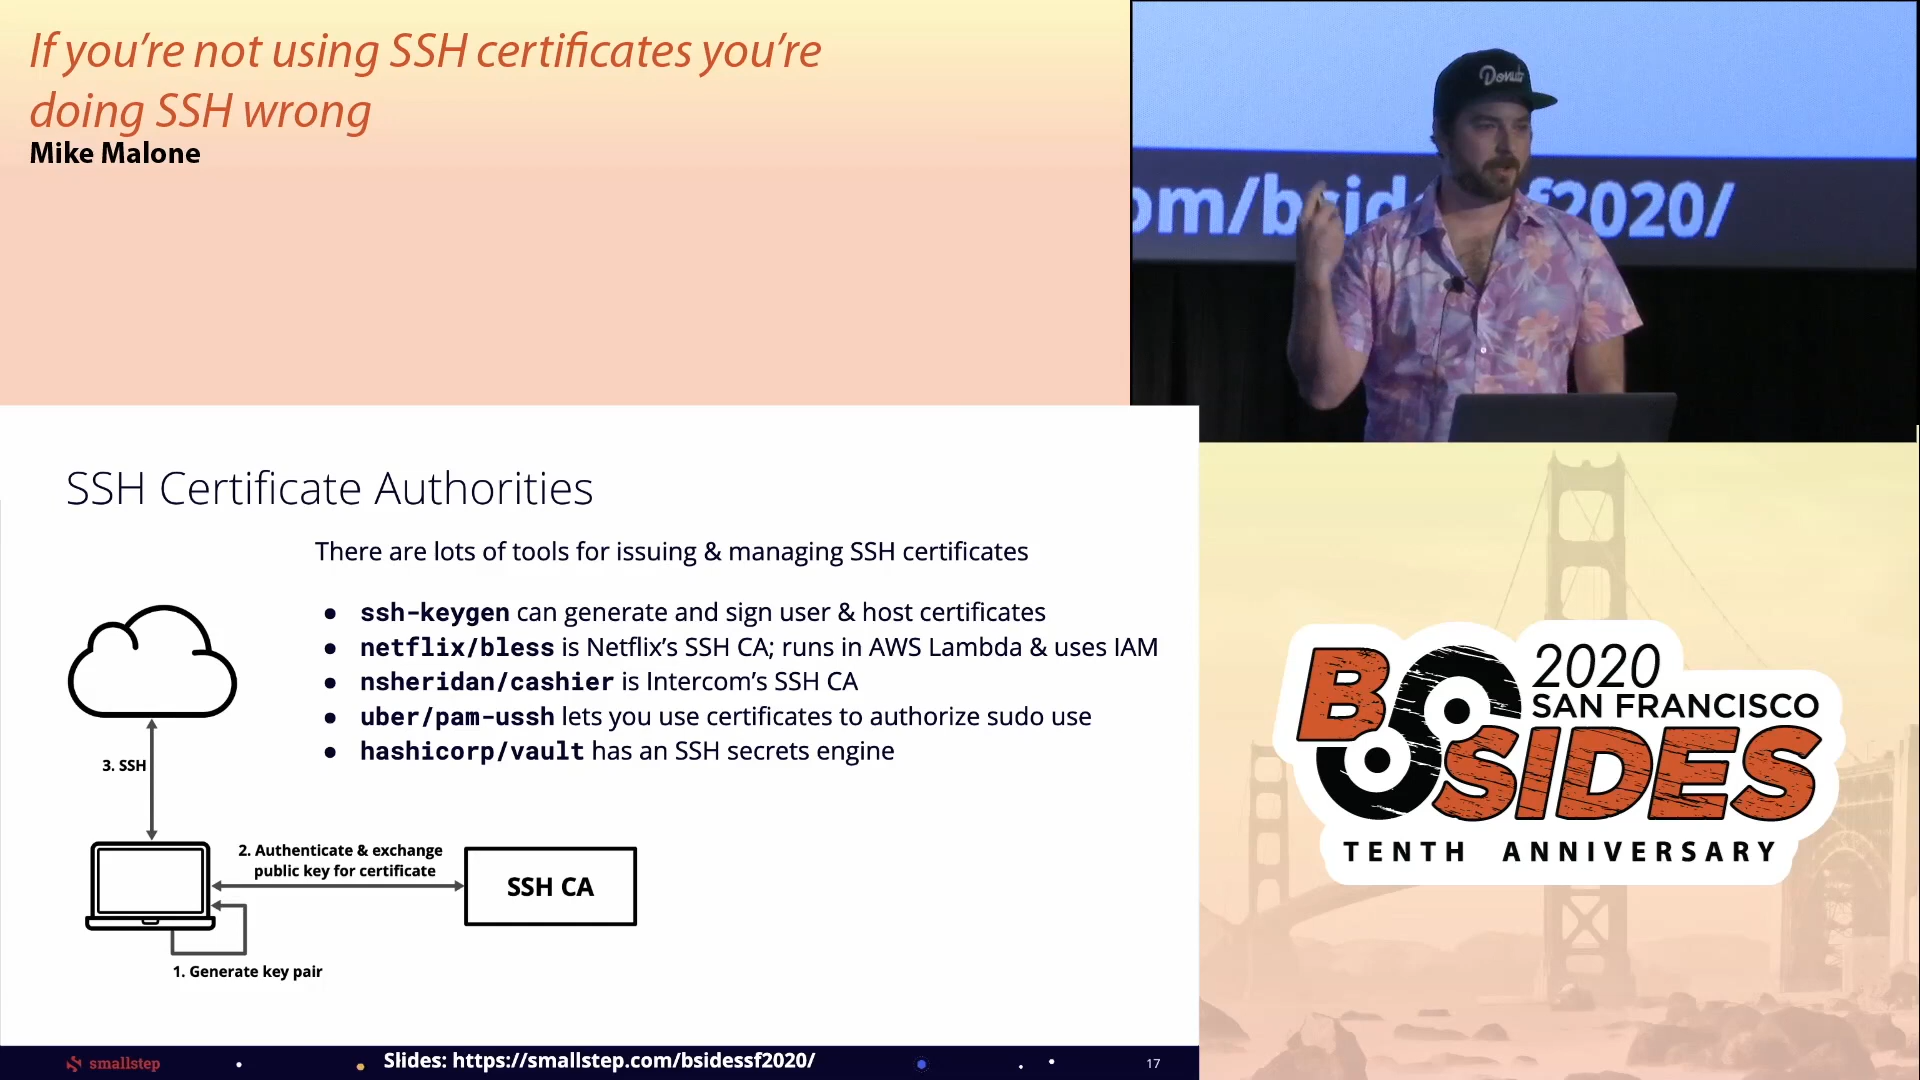 If you're not using SSH certificates you're
doing SSH wrong
Mike Malone
Donut
om/bsidessf2020/
SSH Certificate Authorities
There are lots of tools for issuing & managing SSH certificates
● ssh-keygen can generate and sign user & host certificates
● netflix/bless is Netflix's SSH CA; runs in AWS Lambda & uses IAM
● nsheridan/cashier is Intercom's SSH CA
● uber/pam-ussh lets you use certificates to authorize sudo use
● hashicorp/vault has an SSH secrets engine
3. SSH
2. Authenticate & exchange
public key for certificate
SSH CA
1. Generate key pair
smallstep
Slides: https://smallstep.com/bsidessf2020/
17
2020
SAN FRANCISCO
BSIDES
TENTH ANNIVERSARY